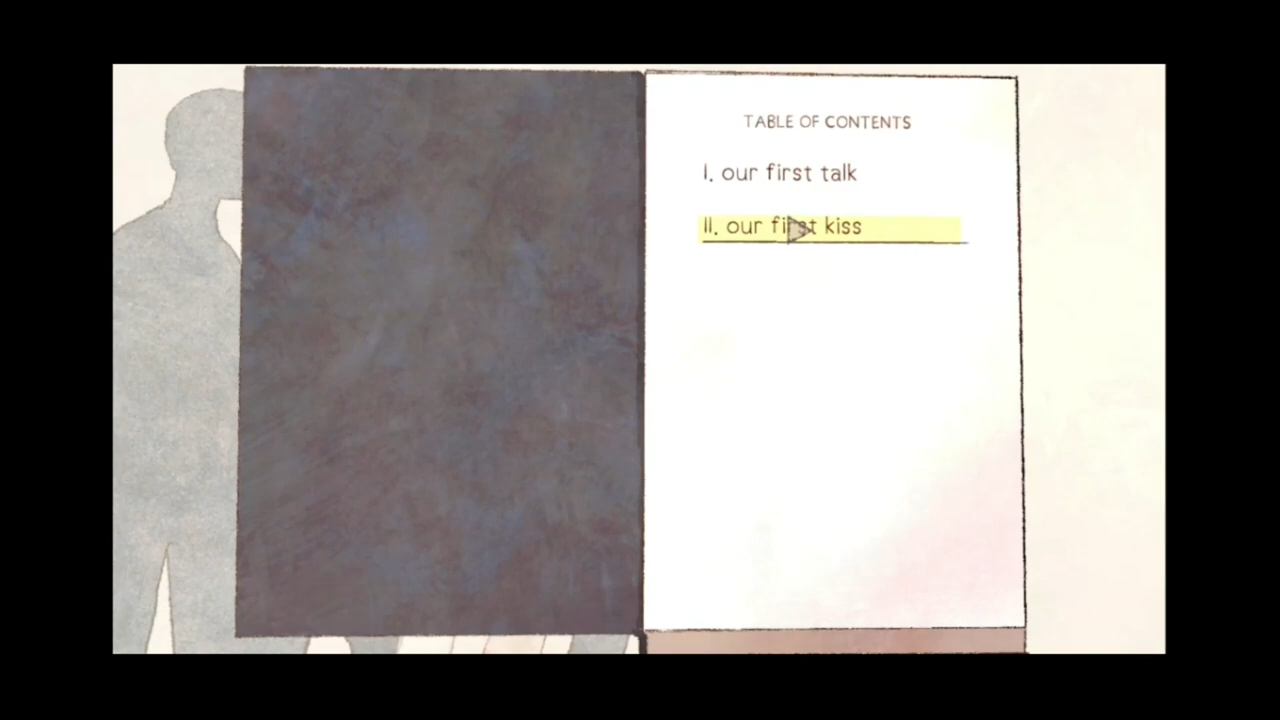 TABLE OF CONTENTS
I. our first talk
II. our first kiss